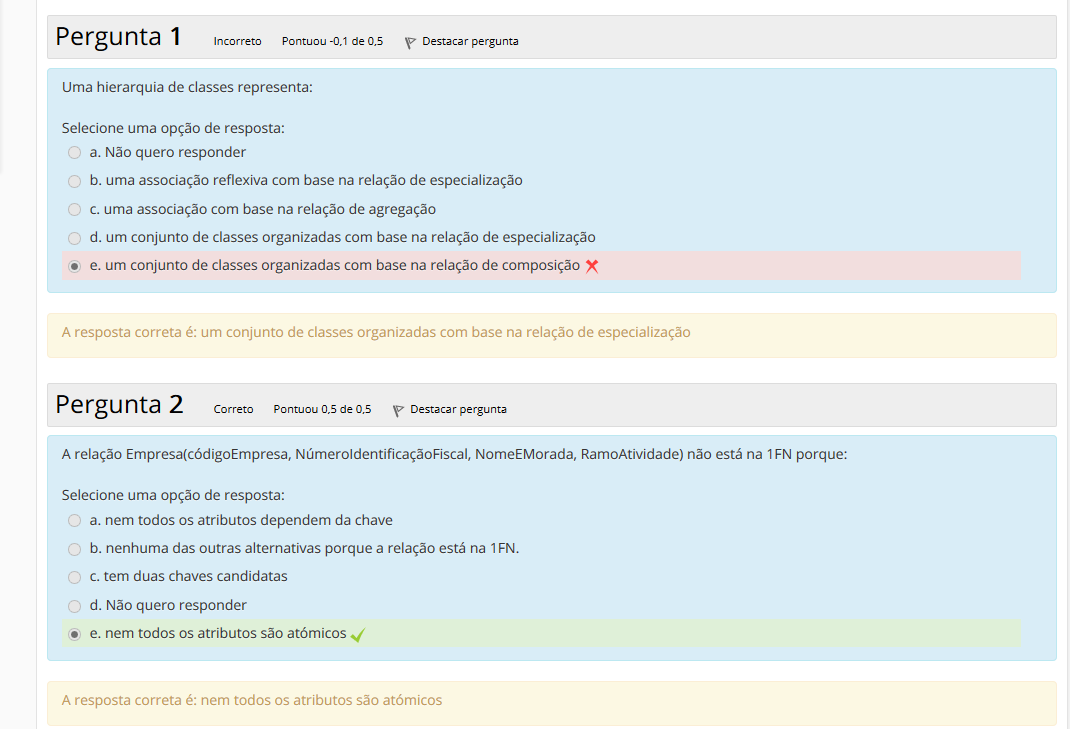 Pergunta 1 Incorreto Pontuou -0,1 de 0,5 Destacar pergunta
Uma hierarquia de classes representa:
Selecione uma opção de resposta:
a. Não quero responder
b. uma associação reflexiva com base na relação de especialização
c. uma associação com base na relação de agregação
d. um conjunto de classes organizadas com base na relação de especialização
e. um conjunto de classes organizadas com base na relação de composição
A resposta correta é: um conjunto de classes organizadas com base na relação de especialização
Pergunta 2 Correto Pontuou 0,5 de 0,5 Destacar pergunta
A relação Empresa(códigoEmpresa, NúmeroIdentificaçãoFiscal, NomeEMorada, RamoAtividade) não está na 1FN porque:
Selecione uma opção de resposta:
a. nem todos os atributos dependem da chave
b. nenhuma das outras alternativas porque a relação está na 1FN.
c. tem duas chaves candidatas
d. Não quero responder
e. nem todos os atributos são atómicos
A resposta correta é: nem todos os atributos são atómicos